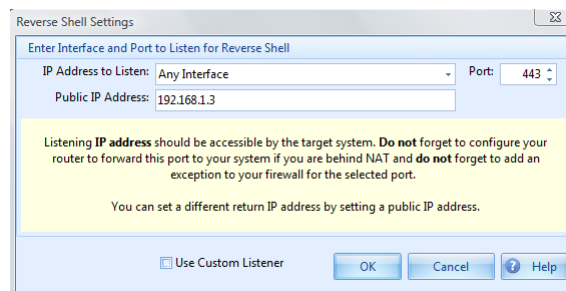 Reverse Shell Settings
Enter Interface and Port to Listen for Reverse Shell
IP Address to Listen: Any Interface Port: 443
Public IP Address: 192.168.1.3
Listening IP address should be accessible by the target system. Do not forget to configure your
router to forward this port to your system if you are behind NAT and do not forget to add an
exception to your firewall for the selected port.
You can set a different return IP address by setting a public IP address.
Use Custom Listener OK Cancel ? Help